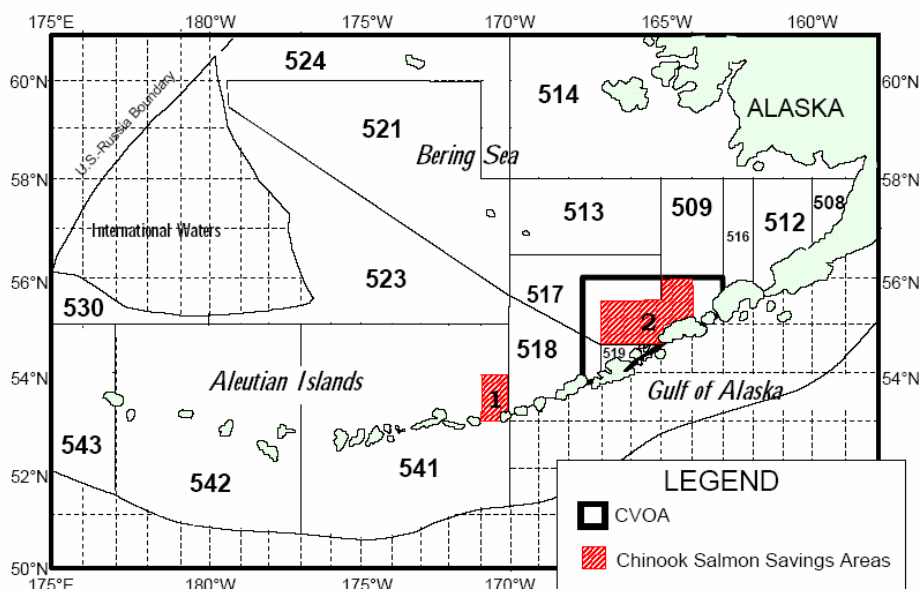 175°E 180°W 175°W 170°W 165°W 160°W
60°N 524 60°N
514 ALASKA
521
U.S.-Russia Boundary
Bering Sea
58°N 58°N
513 509 516 512 508
International Waters
56°N 523 517 56°N
530
2
518 519
54°N Aleutian Islands 54°N
1 Gulf of Alaska
543 541
52°N 542 52°N
LEGEND
CVOA
Chinook Salmon Savings Areas
50°N
175°E 180°W 175°W 170°W